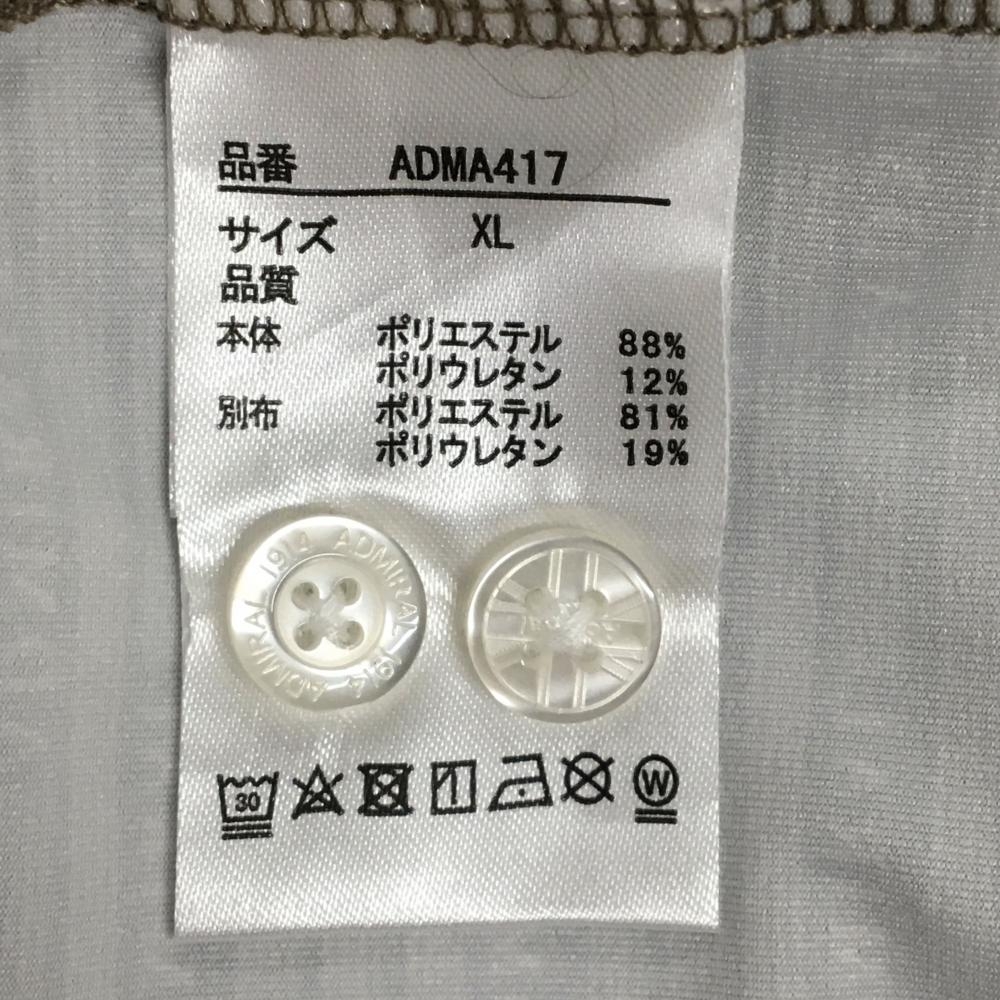 品番 ADMA417
サイズ XL
品質
本体 ポリエステル 88%
ポリウレタン 12%
別布 ポリエステル 81%
ポリウレタン 19%
ADMIRAL 1914 ADMIRAL 1914
30
W